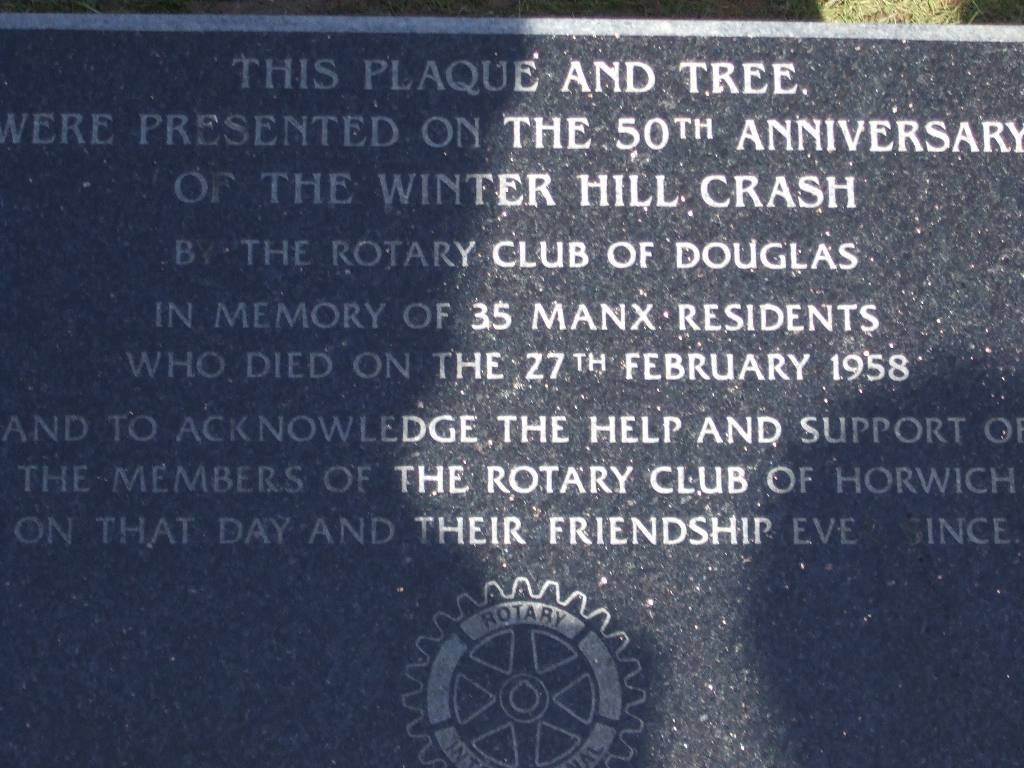 THIS PLAQUE AND TREE.
WERE PRESENTED ON THE 50TH ANNIVERSARY
OF THE WINTER HILL CRASH
BY THE ROTARY CLUB OF DOUGLAS
IN MEMORY OF 35 MANX RESIDENTS
WHO DIED ON THE 27TH FEBRUARY 1958
AND TO ACKNOWLEDGE THE HELP AND SUPPORT OF
THE MEMBERS OF THE ROTARY CLUB OF HORWICH
ON THAT DAY AND THEIR FRIENDSHIP EVER SINCE.
ROTARY